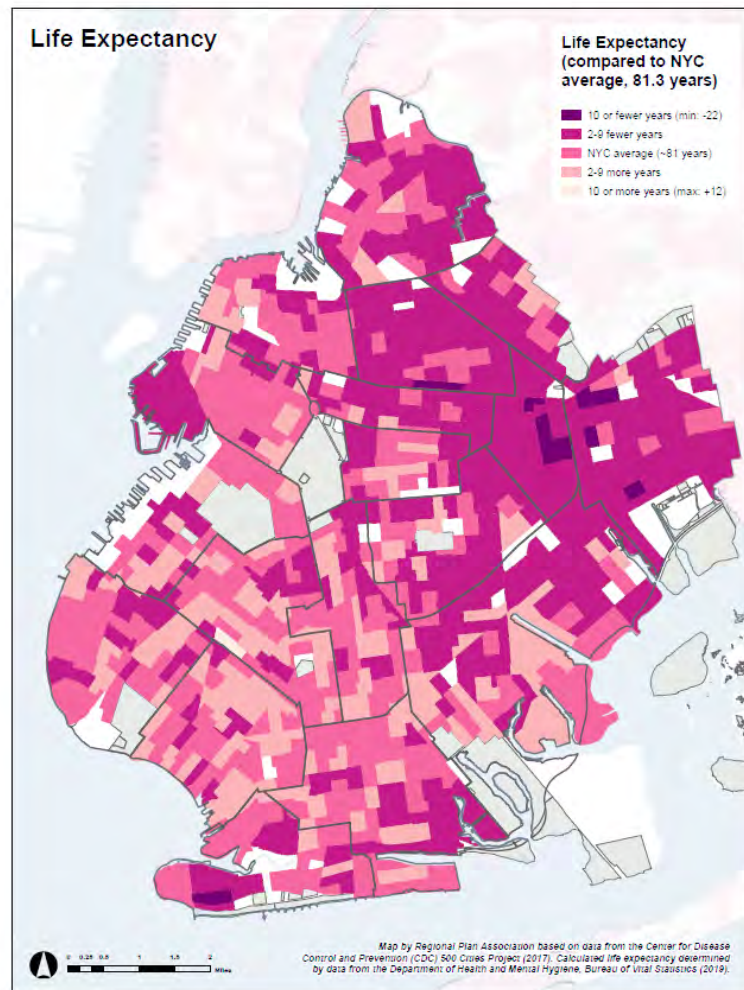 Life Expectancy
Life Expectancy
(compared to NYC
average, 81.3 years)
10 or fewer years (min: -22)
2-9 fewer years
NYC average (~81 years)
2-9 more years
10 or more years (max: +12)
0 0.25 0.5 1 1.5 2
Miles
Map by Regional Plan Association based on data from the Center for Disease
Control and Prevention (CDC) 500 Cities Project (2017). Calculated life expectancy determined
by data from the Department of Health and Mental Hygiene, Bureau of Vital Statistics (2019).